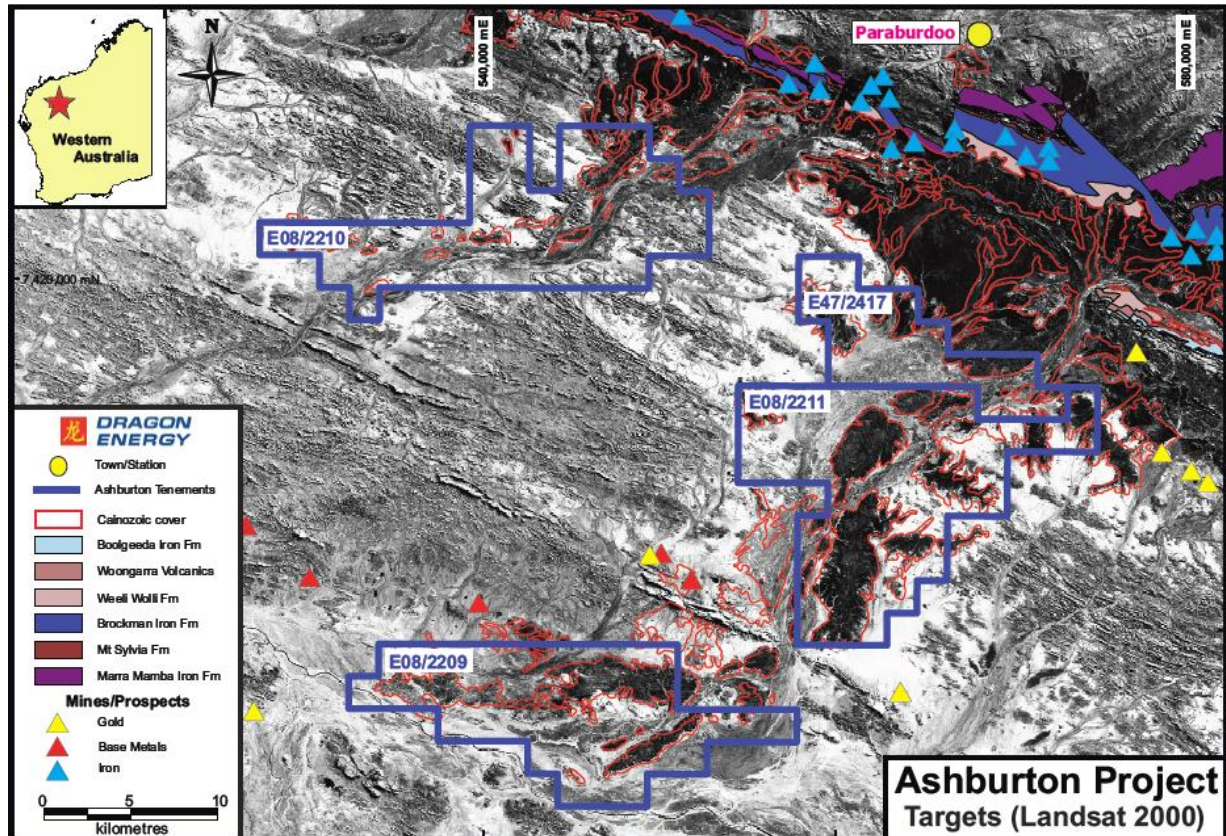 N
Western
Australia
540,000 mE
Paraburdoo
580,000 mE
E08/2210
7,420,000 mN
E47/2417
E08/2211
E08/2209
龙 DRAGON
ENERGY
Town/Station
Ashburton Tenements
Cainozoic cover
Boolgeeda Iron Fm
Woongarra Volcanics
Weeli Wolli Fm
Brockman Iron Fm
Mt Sylvia Fm
Marra Mamba Iron Fm
Mines/Prospects
Gold
Base Metals
Iron
0 5 10
kilometres
Ashburton Project
Targets (Landsat 2000)